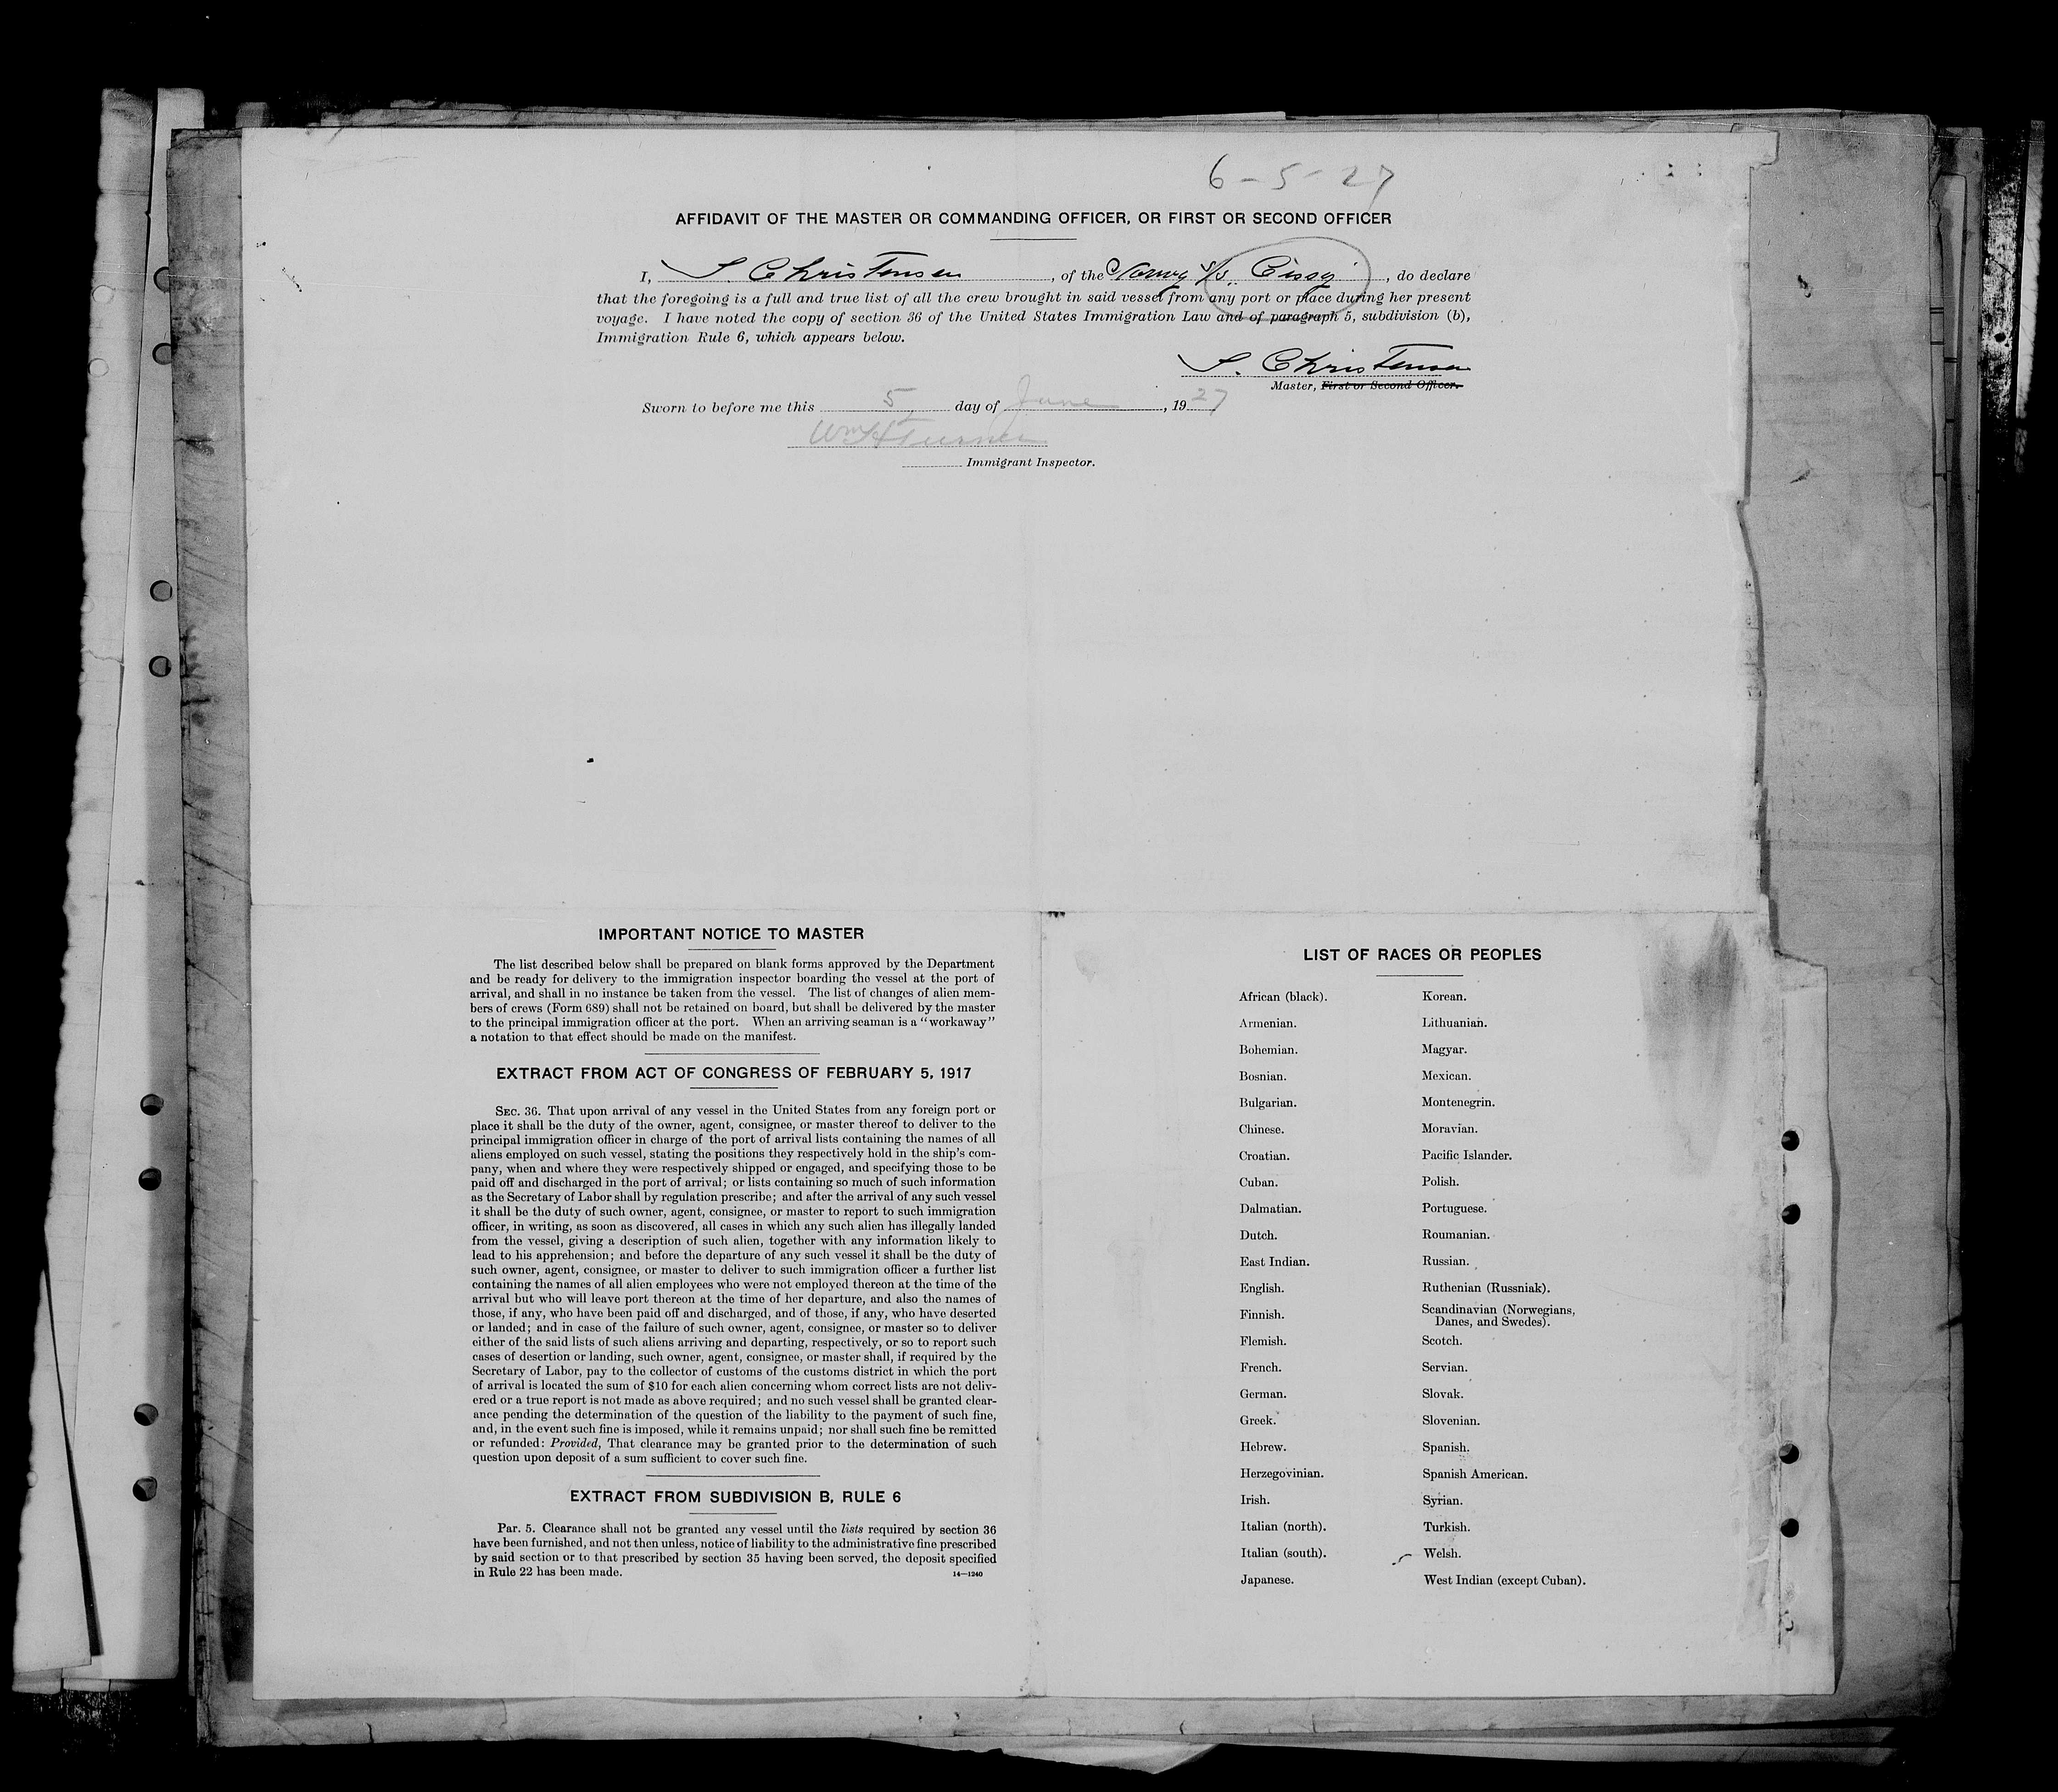 6-5-27
AFFIDAVIT OF THE MASTER OR COMMANDING OFFICER, OR FIRST OR SECOND OFFICER
I, S. Christensen, of the Norweg S/S. "Cissy", do declare
that the foregoing is a full and true list of all the crew brought in said vessel from any port or place during her present
voyage. I have noted the copy of section 36 of the United States Immigration Law and of paragraph 5, subdivision (b),
Immigration Rule 6, which appears below.
S. Christensen
Master, First or Second Officer.
Sworn to before me this 5 day of June, 1927
Wm H Turner
Immigrant Inspector.
IMPORTANT NOTICE TO MASTER
The list described below shall be prepared on blank forms approved by the Department
and be ready for delivery to the immigration inspector boarding the vessel at the port of
arrival, and shall in no instance be taken from the vessel. The list of changes of alien mem-
bers of crews (Form 689) shall not be retained on board, but shall be delivered by the master
to the principal immigration officer at the port. When an arriving seaman is a "workaway"
a notation to that effect should be made on the manifest.
EXTRACT FROM ACT OF CONGRESS OF FEBRUARY 5, 1917
SEC. 36. That upon arrival of any vessel in the United States from any foreign port or
place it shall be the duty of the owner, agent, consignee, or master thereof to deliver to the
principal immigration officer in charge of the port of arrival lists containing the names of all
aliens employed on such vessel, stating the positions they respectively hold in the ship's com-
pany, when and where they were respectively shipped or engaged, and specifying those to be
paid off and discharged in the port of arrival; or lists containing so much of such information
as the Secretary of Labor shall by regulation prescribe; and after the arrival of any such vessel
it shall be the duty of such owner, agent, consignee, or master to report to such immigration
officer, in writing, as soon as discovered, all cases in which any such alien has illegally landed
from the vessel, giving a description of such alien, together with any information likely to
lead to his apprehension; and before the departure of any such vessel it shall be the duty of
such owner, agent, consignee, or master to deliver to such immigration officer a further list
containing the names of all alien employees who were not employed thereon at the time of the
arrival but who will leave port thereon at the time of her departure, and also the names of
those, if any, who have been paid off and discharged, and of those, if any, who have deserted
or landed; and in case of the failure of such owner, agent, consignee, or master so to deliver
either of the said lists of such aliens arriving and departing, respectively, or so to report such
cases of desertion or landing, such owner, agent, consignee, or master shall, if required by the
Secretary of Labor, pay to the collector of customs of the customs district in which the port
of arrival is located the sum of $10 for each alien concerning whom correct lists are not deliv-
ered or a true report is not made as above required; and no such vessel shall be granted clear-
ance pending the determination of the question of the liability to the payment of such fine,
and, in the event such fine is imposed, while it remains unpaid; nor shall such fine be remitted
or refunded: Provided, That clearance may be granted prior to the determination of such
question upon deposit of a sum sufficient to cover such fine.
EXTRACT FROM SUBDIVISION B, RULE 6
Par. 5. Clearance shall not be granted any vessel until the lists required by section 36
have been furnished, and not then unless, notice of liability to the administrative fine prescribed
by said section or to that prescribed by section 35 having been served, the deposit specified
in Rule 22 has been made.
14—1240
LIST OF RACES OR PEOPLES
African (black).
Armenian.
Bohemian.
Bosnian.
Bulgarian.
Chinese.
Croatian.
Cuban.
Dalmatian.
Dutch.
East Indian.
English.
Finnish.
Flemish.
French.
German.
Greek.
Hebrew.
Herzegovinian.
Irish.
Italian (north).
Italian (south).
Japanese.
Korean.
Lithuanian.
Magyar.
Mexican.
Montenegrin.
Moravian.
Pacific Islander.
Polish.
Portuguese.
Roumanian.
Russian.
Ruthenian (Russniak).
Scandinavian (Norwegians,
Danes, and Swedes).
Scotch.
Servian.
Slovak.
Slovenian.
Spanish.
Spanish American.
Syrian.
Turkish.
Welsh.
West Indian (except Cuban).